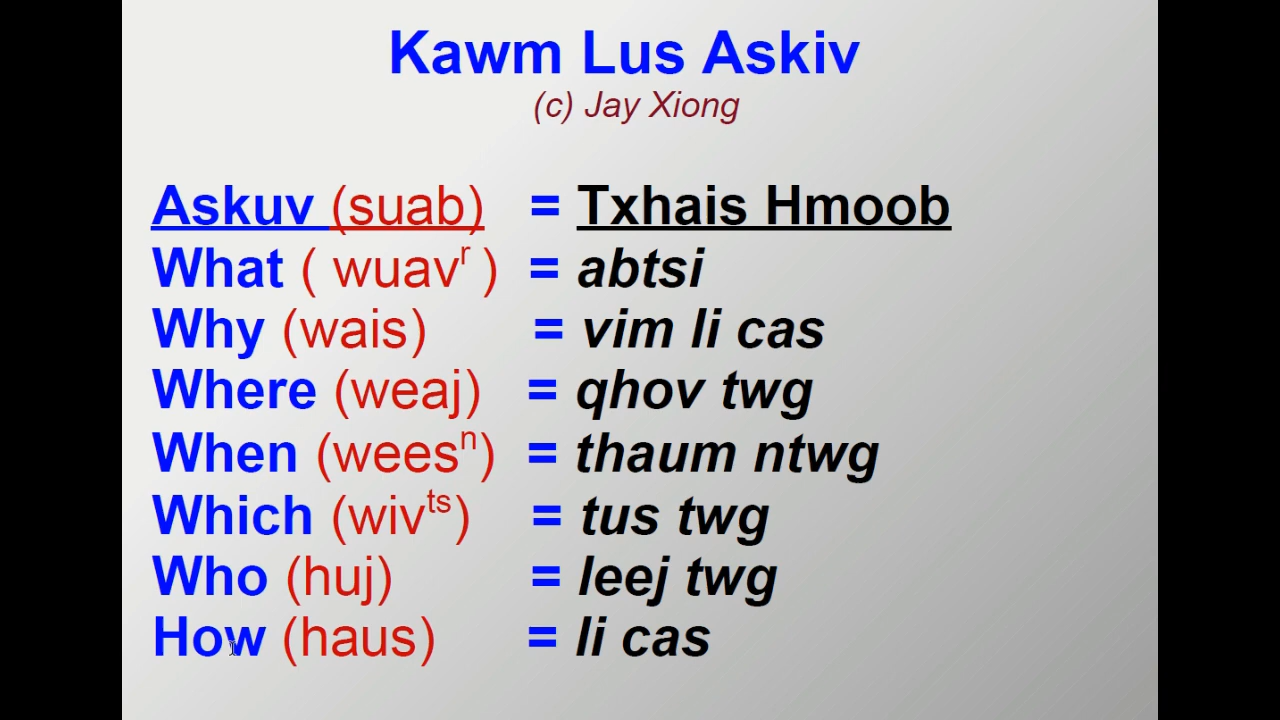 Kawm Lus Askiv
(c) Jay Xiong
Askuv (suab) = Txhais Hmoob
What ( wuavʳ ) = abtsi
Why (wais) = vim li cas
Where (weaj) = qhov twg
When (weesⁿ) = thaum ntwg
Which (wivᵗˢ) = tus twg
Who (huj) = leej twg
How (haus) = li cas